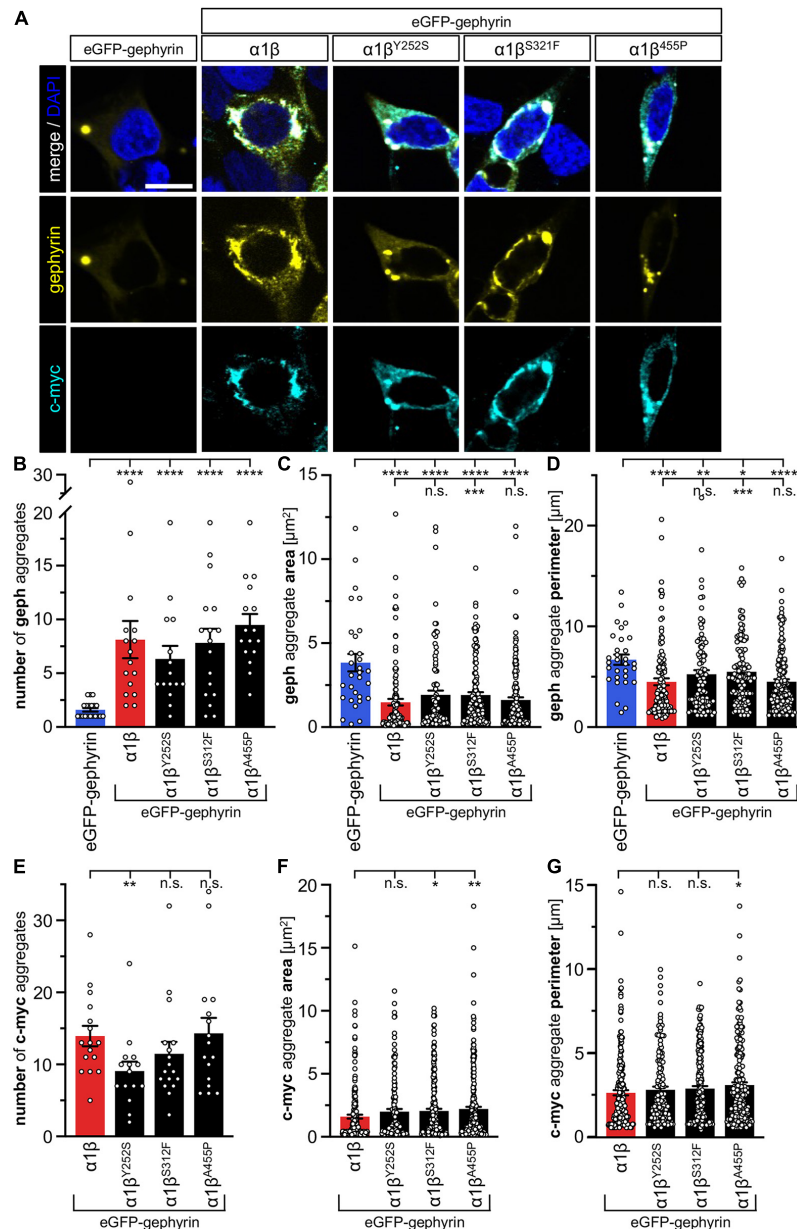 A
eGFP-gephyrin
eGFP-gephyrin
α1β
α1βY252S
α1βS321F
α1β455P
merge / DAPI
gephyrin
c-myc
B
number of geph aggregates
30
20
15
10
5
0
**** **** **** ****
eGFP-gephyrin
α1β
α1βY252S
α1βS312F
α1βA455P
eGFP-gephyrin
C
geph aggregate area [µm2]
15
10
5
0
**** **** **** ****
n.s. *** n.s.
eGFP-gephyrin
α1β
α1βY252S
α1βS312F
α1βA455P
eGFP-gephyrin
D
geph aggregate perimeter [µm]
25
20
15
10
5
0
**** ** * ****
n.s. *** n.s.
eGFP-gephyrin
α1β
α1βY252S
α1βS312F
α1βA455P
eGFP-gephyrin
E
number of c-myc aggregates
30
20
10
0
** n.s. n.s.
α1β
α1βY252S
α1βS312F
α1βA455P
eGFP-gephyrin
F
c-myc aggregate area [µm2]
20
15
10
5
0
n.s. * **
α1β
α1βY252S
α1βS312F
α1βA455P
eGFP-gephyrin
G
c-myc aggregate perimeter [µm]
15
10
5
0
n.s. n.s. *
α1β
α1βY252S
α1βS312F
α1βA455P
eGFP-gephyrin